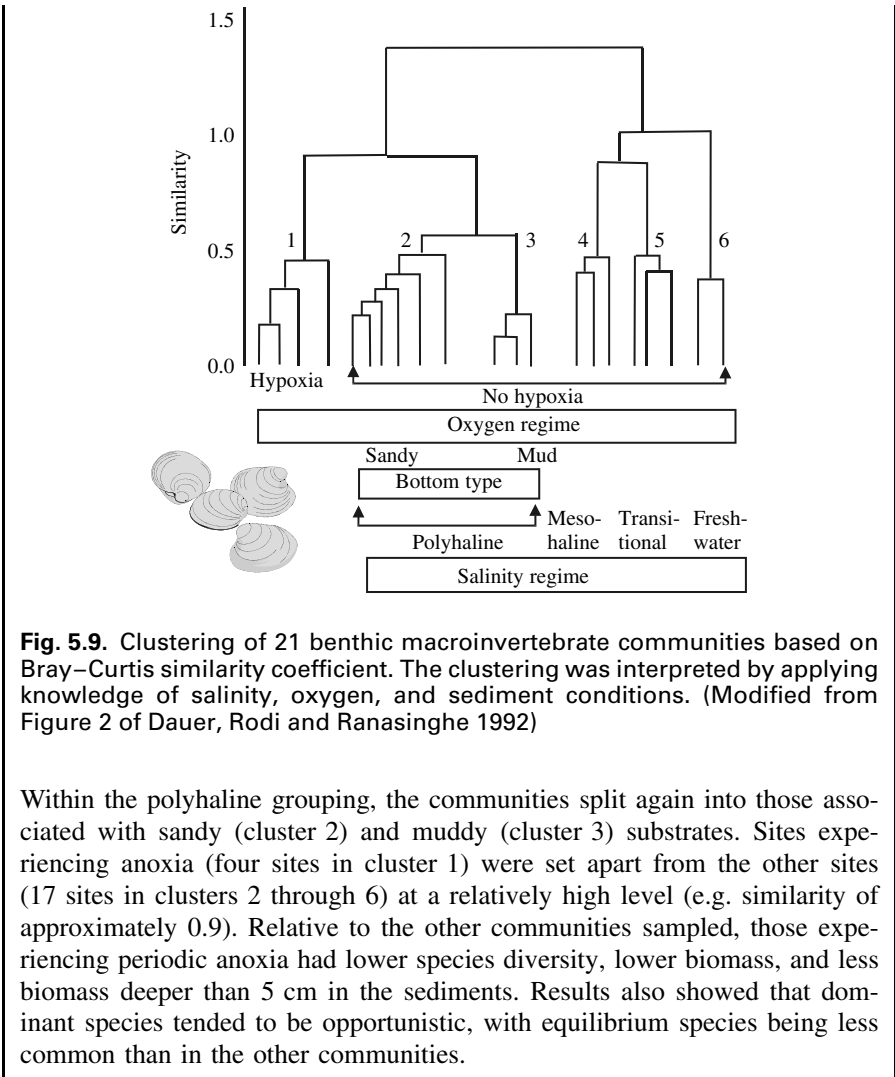 1.5
1.0
Similarity
0.5
0.0
1
2
3
4
5
6
Hypoxia
No hypoxia
Oxygen regime
Sandy
Mud
Bottom type
Meso-
haline
Transi-
tional
Fresh-
water
Polyhaline
Salinity regime
Fig. 5.9. Clustering of 21 benthic macroinvertebrate communities based on
Bray–Curtis similarity coefficient. The clustering was interpreted by applying
knowledge of salinity, oxygen, and sediment conditions. (Modified from
Figure 2 of Dauer, Rodi and Ranasinghe 1992)
Within the polyhaline grouping, the communities split again into those asso-
ciated with sandy (cluster 2) and muddy (cluster 3) substrates. Sites expe-
riencing anoxia (four sites in cluster 1) were set apart from the other sites
(17 sites in clusters 2 through 6) at a relatively high level (e.g. similarity of
approximately 0.9). Relative to the other communities sampled, those expe-
riencing periodic anoxia had lower species diversity, lower biomass, and less
biomass deeper than 5 cm in the sediments. Results also showed that dom-
inant species tended to be opportunistic, with equilibrium species being less
common than in the other communities.